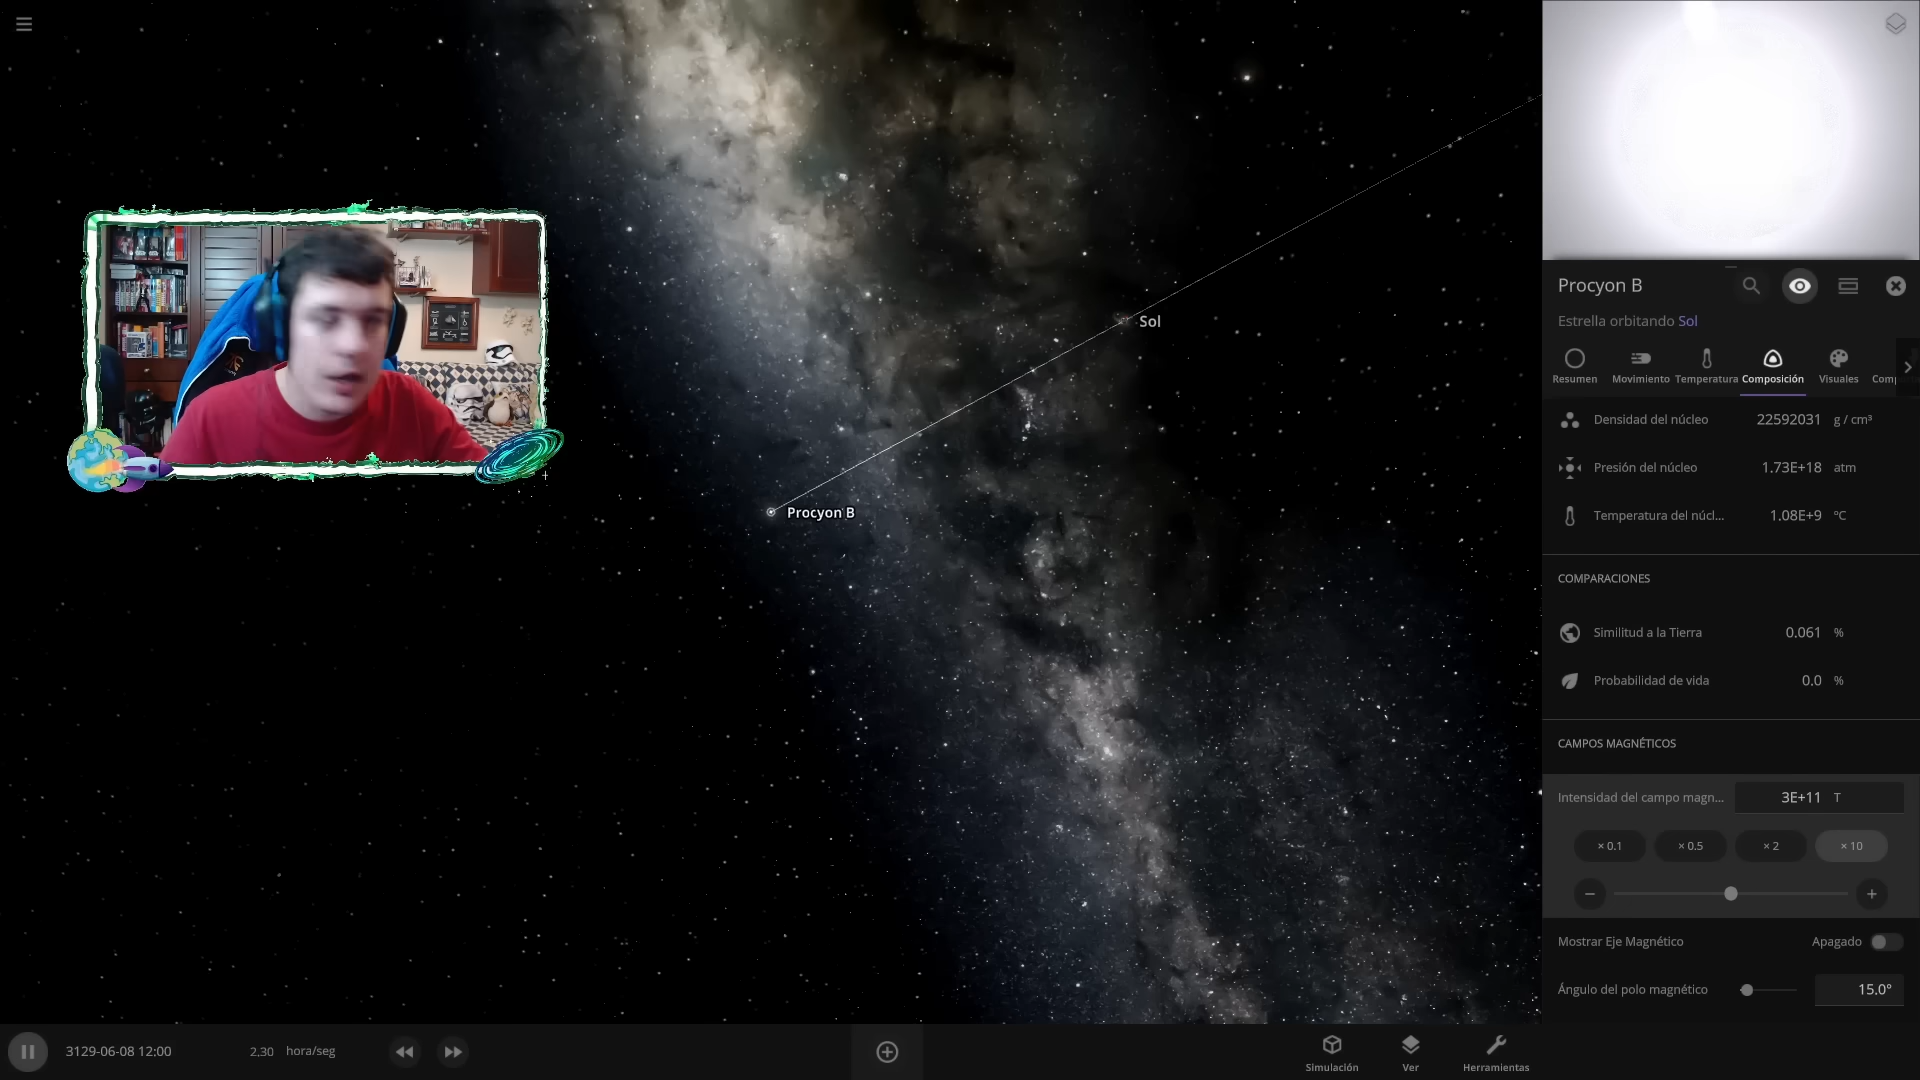 Sol
Procyon B
Procyon B
Estrella orbitando Sol
Resumen
Movimiento
Temperatura
Composición
Visuales
Densidad del núcleo 22592031 g / cm³
Presión del núcleo 1.73E+18 atm
Temperatura del núcl... 1.08E+9 °C
COMPARACIONES
Similitud a la Tierra 0.061 %
Probabilidad de vida 0.0 %
CAMPOS MAGNÉTICOS
Intensidad del campo magn... 3E+11 T
× 0.1 × 0.5 × 2 × 10
Mostrar Eje Magnético Apagado
Ángulo del polo magnético 15.0°
3129-06-08 12:00 2,30 hora/seg
Simulación
Ver
Herramientas